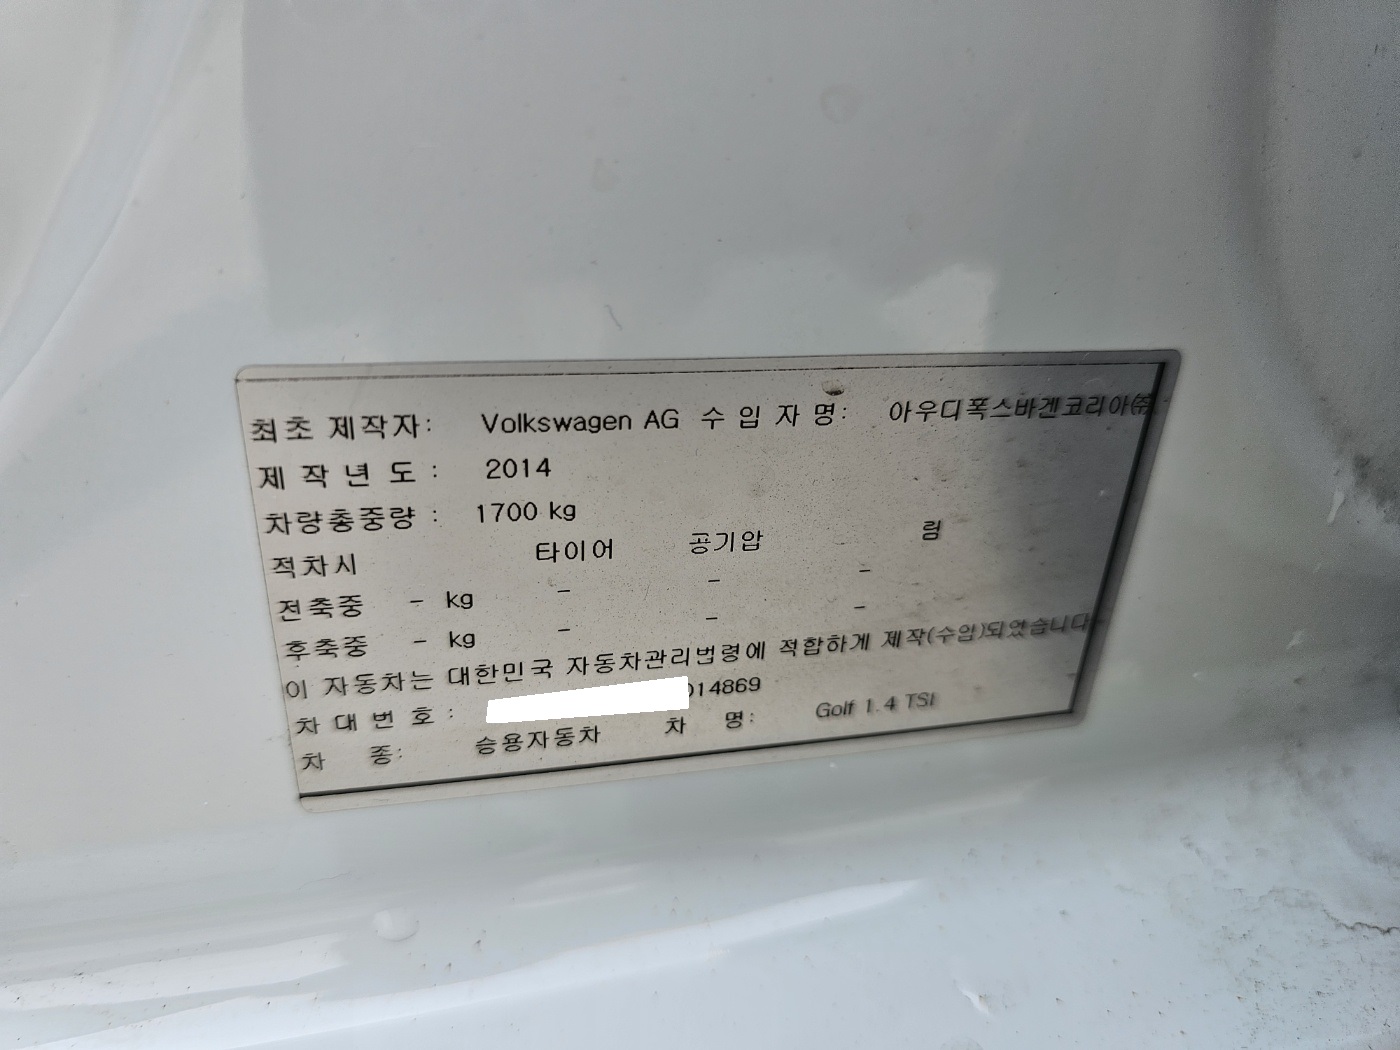 최초 제작자: Volkswagen AG 수 입 자 명: 아우디폭스바겐코리아㈜
제 작 년 도 : 2014
차량총중량 : 1700 kg
적차시 타이어 공기압 림
전축중 - kg - - -
후축중 - kg - - -
이 자동차는 대한민국 자동차관리법령에 적합하게 제작(수입)되었습니다.
차 대 번 호 : 014869
차 종: 승용자동차 차 명: Golf 1.4 TSI